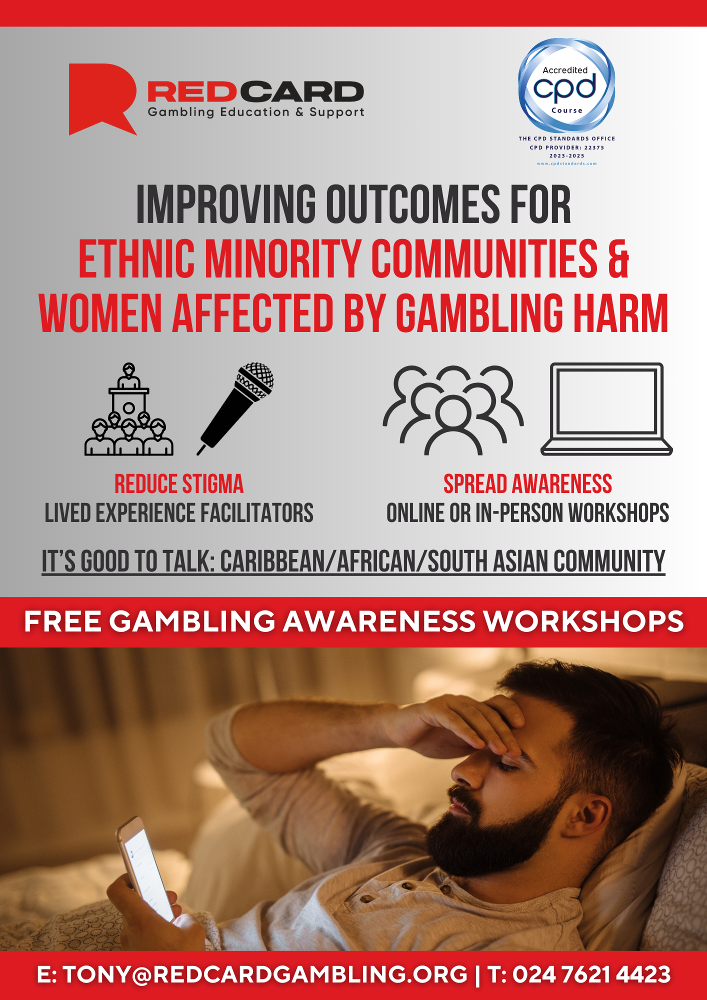 REDCARD
Gambling Education & Support
Accredited
cpd
Course
THE CPD STANDARDS OFFICE
CPD PROVIDER: 22375
2023-2025
www.cpdstandards.com
IMPROVING OUTCOMES FOR
ETHNIC MINORITY COMMUNITIES &
WOMEN AFFECTED BY GAMBLING HARM
REDUCE STIGMA
LIVED EXPERIENCE FACILITATORS
SPREAD AWARENESS
ONLINE OR IN-PERSON WORKSHOPS
IT'S GOOD TO TALK: CARIBBEAN/AFRICAN/SOUTH ASIAN COMMUNITY
FREE GAMBLING AWARENESS WORKSHOPS
E: TONY@REDCARDGAMBLING.ORG | T: 024 7621 4423